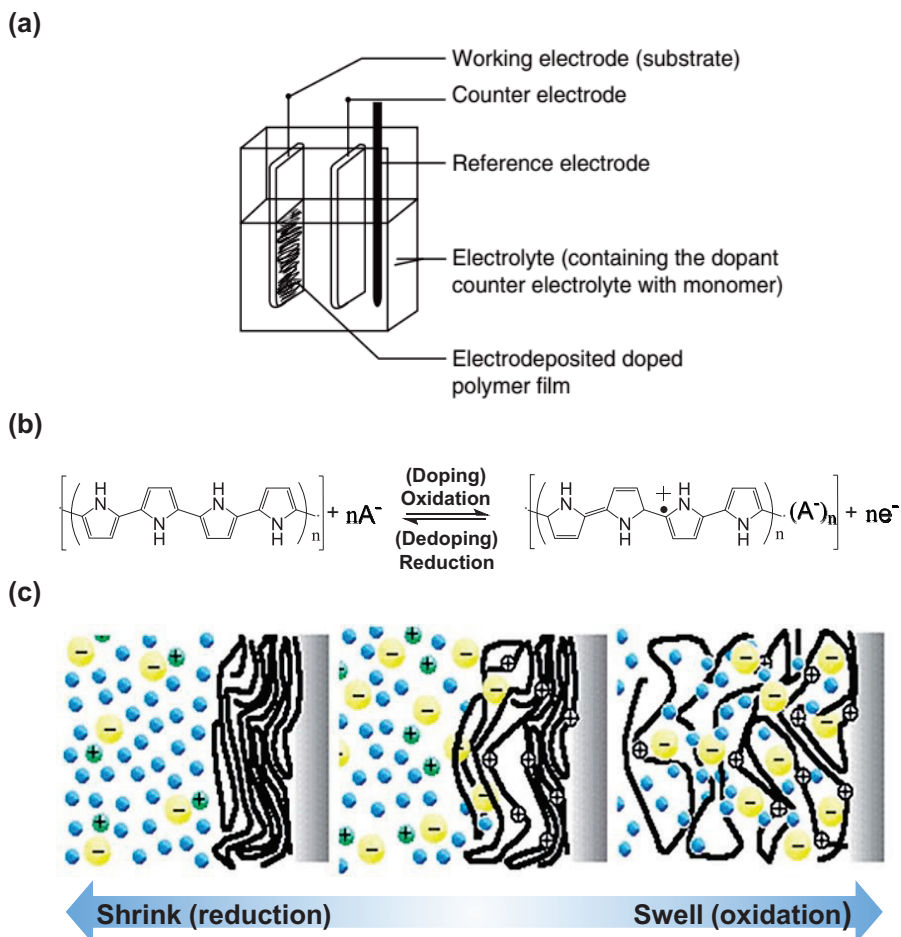 (a)
Working electrode (substrate)
Counter electrode
Reference electrode
Electrolyte (containing the dopant
counter electrolyte with monomer)
Electrodeposited doped
polymer film
(b)
H N H N H N H N n + nA⁻
(Doping)
Oxidation
(Dedoping)
Reduction
H N H N + • H N H N n (A⁻)n + ne⁻
(c)
Shrink (reduction)
Swell (oxidation)